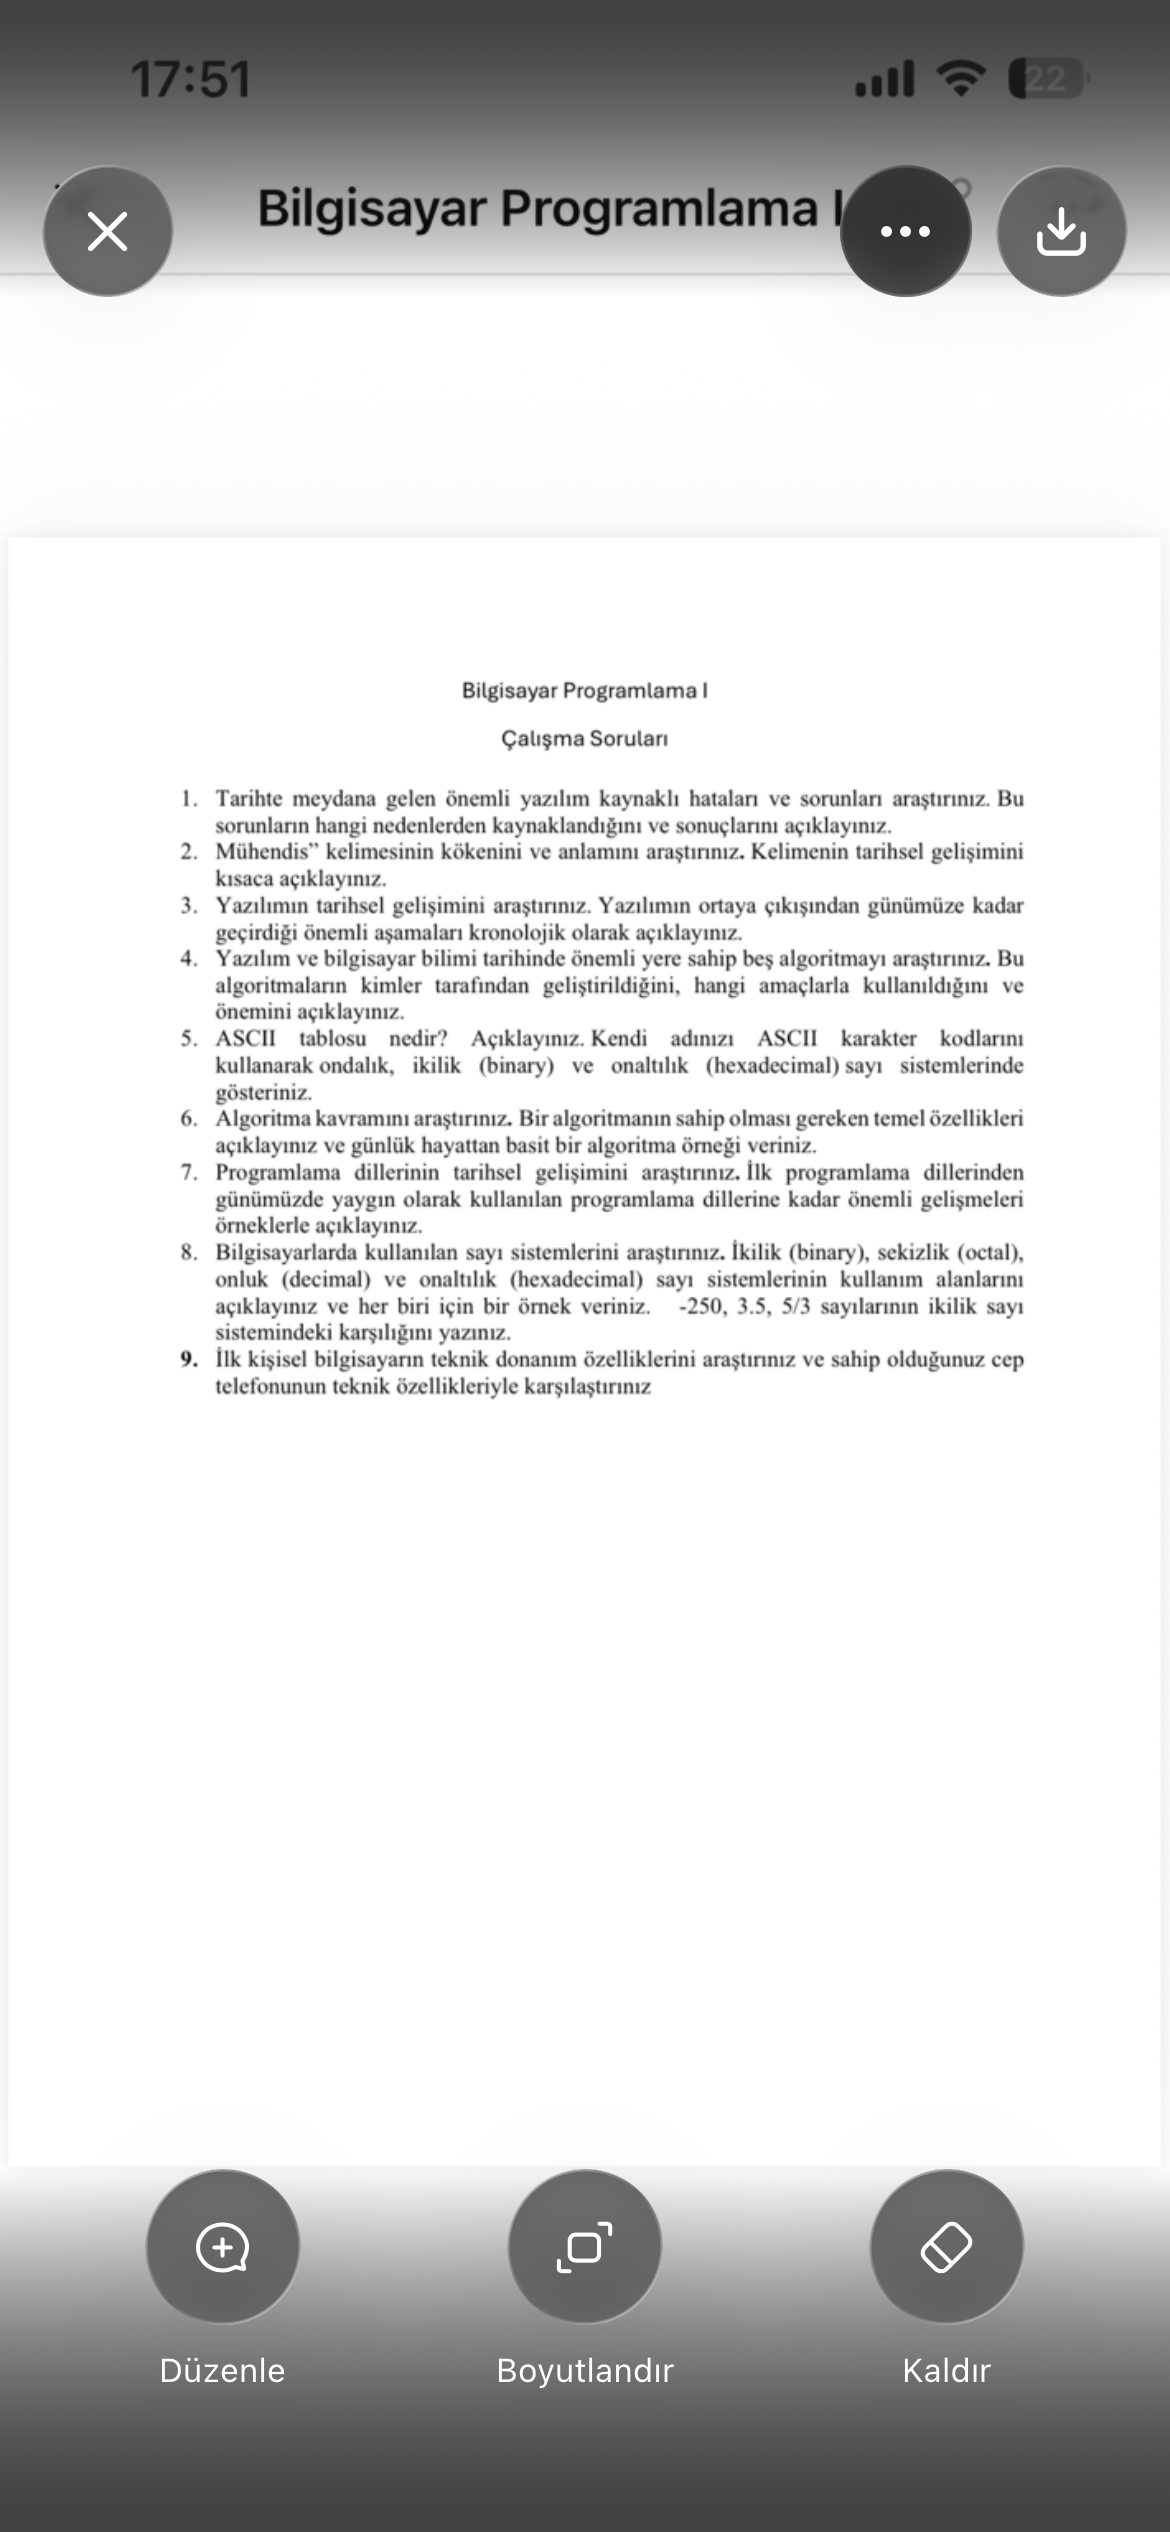 17:51
22
Bilgisayar Programlama I
Bilgisayar Programlama I
Çalışma Soruları
1. Tarihte meydana gelen önemli yazılım kaynaklı hataları ve sorunları araştırınız. Bu
sorunların hangi nedenlerden kaynaklandığını ve sonuçlarını açıklayınız.
2. Mühendis” kelimesinin kökenini ve anlamını araştırınız. Kelimenin tarihsel gelişimini
kısaca açıklayınız.
3. Yazılımın tarihsel gelişimini araştırınız. Yazılımın ortaya çıkışından günümüze kadar
geçirdiği önemli aşamaları kronolojik olarak açıklayınız.
4. Yazılım ve bilgisayar bilimi tarihinde önemli yere sahip beş algoritmayı araştırınız. Bu
algoritmaların kimler tarafından geliştirildiğini, hangi amaçlarla kullanıldığını ve
önemini açıklayınız.
5. ASCII tablosu nedir? Açıklayınız. Kendi adınızı ASCII karakter kodlarını
kullanarak ondalık, ikilik (binary) ve onaltılık (hexadecimal) sayı sistemlerinde
gösteriniz.
6. Algoritma kavramını araştırınız. Bir algoritmanın sahip olması gereken temel özellikleri
açıklayınız ve günlük hayattan basit bir algoritma örneği veriniz.
7. Programlama dillerinin tarihsel gelişimini araştırınız. İlk programlama dillerinden
günümüzde yaygın olarak kullanılan programlama dillerine kadar önemli gelişmeleri
örneklerle açıklayınız.
8. Bilgisayarlarda kullanılan sayı sistemlerini araştırınız. İkilik (binary), sekizlik (octal),
onluk (decimal) ve onaltılık (hexadecimal) sayı sistemlerinin kullanım alanlarını
açıklayınız ve her biri için bir örnek veriniz. -250, 3.5, 5/3 sayılarının ikilik sayı
sistemindeki karşılığını yazınız.
9. İlk kişisel bilgisayarın teknik donanım özelliklerini araştırınız ve sahip olduğunuz cep
telefonunun teknik özellikleriyle karşılaştırınız
Düzenle
Boyutlandır
Kaldır